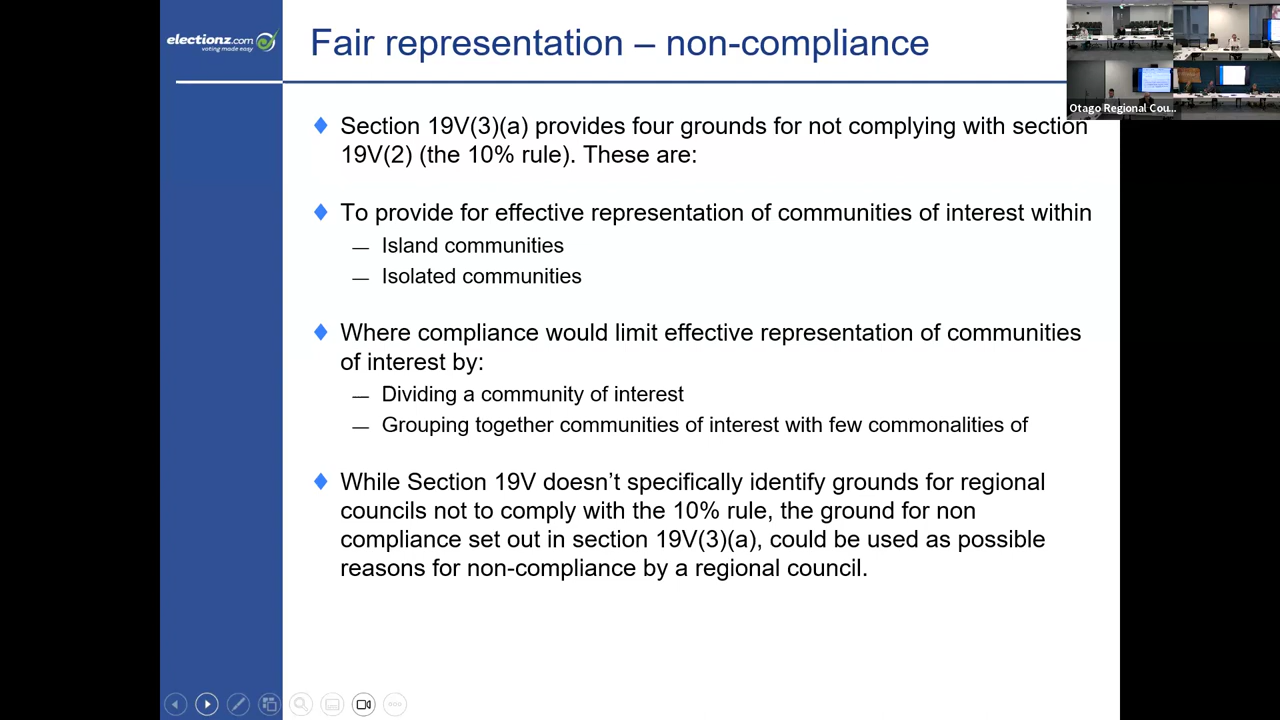 electionz.com
voting made easy
Fair representation – non-compliance
Otago Regional Cou...
Section 19V(3)(a) provides four grounds for not complying with section
19V(2) (the 10% rule). These are:
To provide for effective representation of communities of interest within
— Island communities
— Isolated communities
Where compliance would limit effective representation of communities
of interest by:
— Dividing a community of interest
— Grouping together communities of interest with few commonalities of
While Section 19V doesn’t specifically identify grounds for regional
councils not to comply with the 10% rule, the ground for non
compliance set out in section 19V(3)(a), could be used as possible
reasons for non-compliance by a regional council.